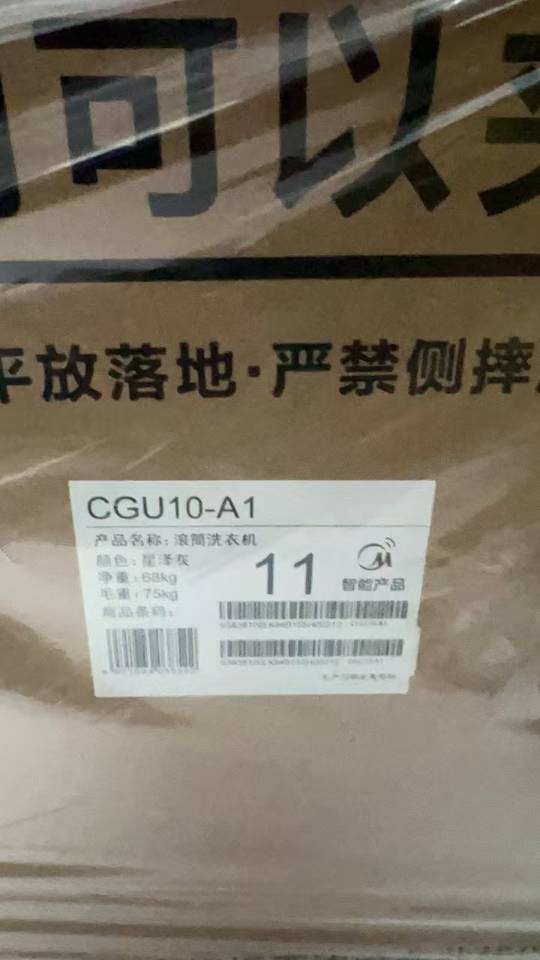 可以
平放落地·严禁侧摔
CGU10-A1
产品名称：滚筒洗衣机
颜色：星泽灰
净重：68kg
毛重：75kg
商品条码：
11
智能产品